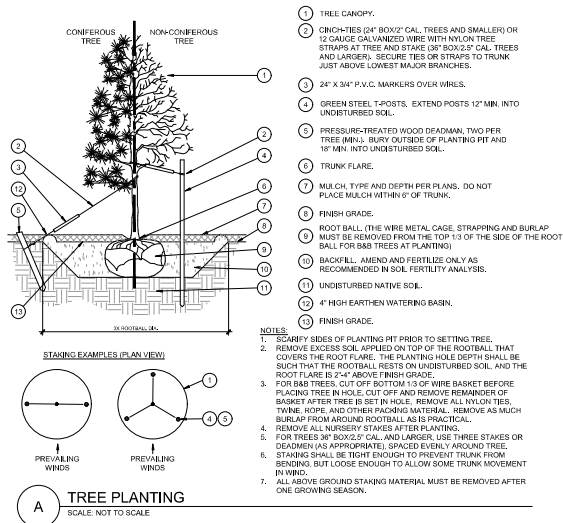 CONIFEROUS
TREE
NON-CONIFEROUS
TREE
1
2
4
2
3
12
5
6
7
8
9
10
11
13
3X ROOTBALL DIA.
STAKING EXAMPLES (PLAN VIEW)
1
4 5
PREVAILING
WINDS
PREVAILING
WINDS
1 TREE CANOPY.
2 CINCH-TIES (24" BOX/2" CAL. TREES AND SMALLER) OR
12 GAUGE GALVANIZED WIRE WITH NYLON TREE
STRAPS AT TREE AND STAKE (36" BOX/2.5" CAL. TREES
AND LARGER). SECURE TIES OR STRAPS TO TRUNK
JUST ABOVE LOWEST MAJOR BRANCHES.
3 24" X 3/4" P.V.C. MARKERS OVER WIRES.
4 GREEN STEEL T-POSTS. EXTEND POSTS 12" MIN. INTO
UNDISTURBED SOIL.
5 PRESSURE-TREATED WOOD DEADMAN, TWO PER
TREE (MIN.). BURY OUTSIDE OF PLANTING PIT AND
18" MIN. INTO UNDISTURBED SOIL.
6 TRUNK FLARE.
7 MULCH, TYPE AND DEPTH PER PLANS. DO NOT
PLACE MULCH WITHIN 6" OF TRUNK.
8 FINISH GRADE.
9 ROOT BALL. (THE WIRE METAL CAGE, STRAPPING AND BURLAP
MUST BE REMOVED FROM THE TOP 1/3 OF THE SIDE OF THE ROOT
BALL FOR B&B TREES AT PLANTING)
10 BACKFILL. AMEND AND FERTILIZE ONLY AS
RECOMMENDED IN SOIL FERTILITY ANALYSIS.
11 UNDISTURBED NATIVE SOIL.
12 4" HIGH EARTHEN WATERING BASIN.
13 FINISH GRADE.
NOTES:
1. SCARIFY SIDES OF PLANTING PIT PRIOR TO SETTING TREE.
2. REMOVE EXCESS SOIL APPLIED ON TOP OF THE ROOTBALL THAT
COVERS THE ROOT FLARE. THE PLANTING HOLE DEPTH SHALL BE
SUCH THAT THE ROOTBALL RESTS ON UNDISTURBED SOIL, AND THE
ROOT FLARE IS 2"-4" ABOVE FINISH GRADE.
3. FOR B&B TREES, CUT OFF BOTTOM 1/3 OF WIRE BASKET BEFORE
PLACING TREE IN HOLE, CUT OFF AND REMOVE REMAINDER OF
BASKET AFTER TREE IS SET IN HOLE, REMOVE ALL NYLON TIES,
TWINE, ROPE, AND OTHER PACKING MATERIAL. REMOVE AS MUCH
BURLAP FROM AROUND ROOTBALL AS IS PRACTICAL.
4. REMOVE ALL NURSERY STAKES AFTER PLANTING.
5. FOR TREES 36" BOX/2.5" CAL. AND LARGER, USE THREE STAKES OR
DEADMEN (AS APPROPRIATE), SPACED EVENLY AROUND TREE.
6. STAKING SHALL BE TIGHT ENOUGH TO PREVENT TRUNK FROM
BENDING, BUT LOOSE ENOUGH TO ALLOW SOME TRUNK MOVEMENT
IN WIND.
7. ALL ABOVE GROUND STAKING MATERIAL MUST BE REMOVED AFTER
ONE GROWING SEASON.
A TREE PLANTING
SCALE: NOT TO SCALE